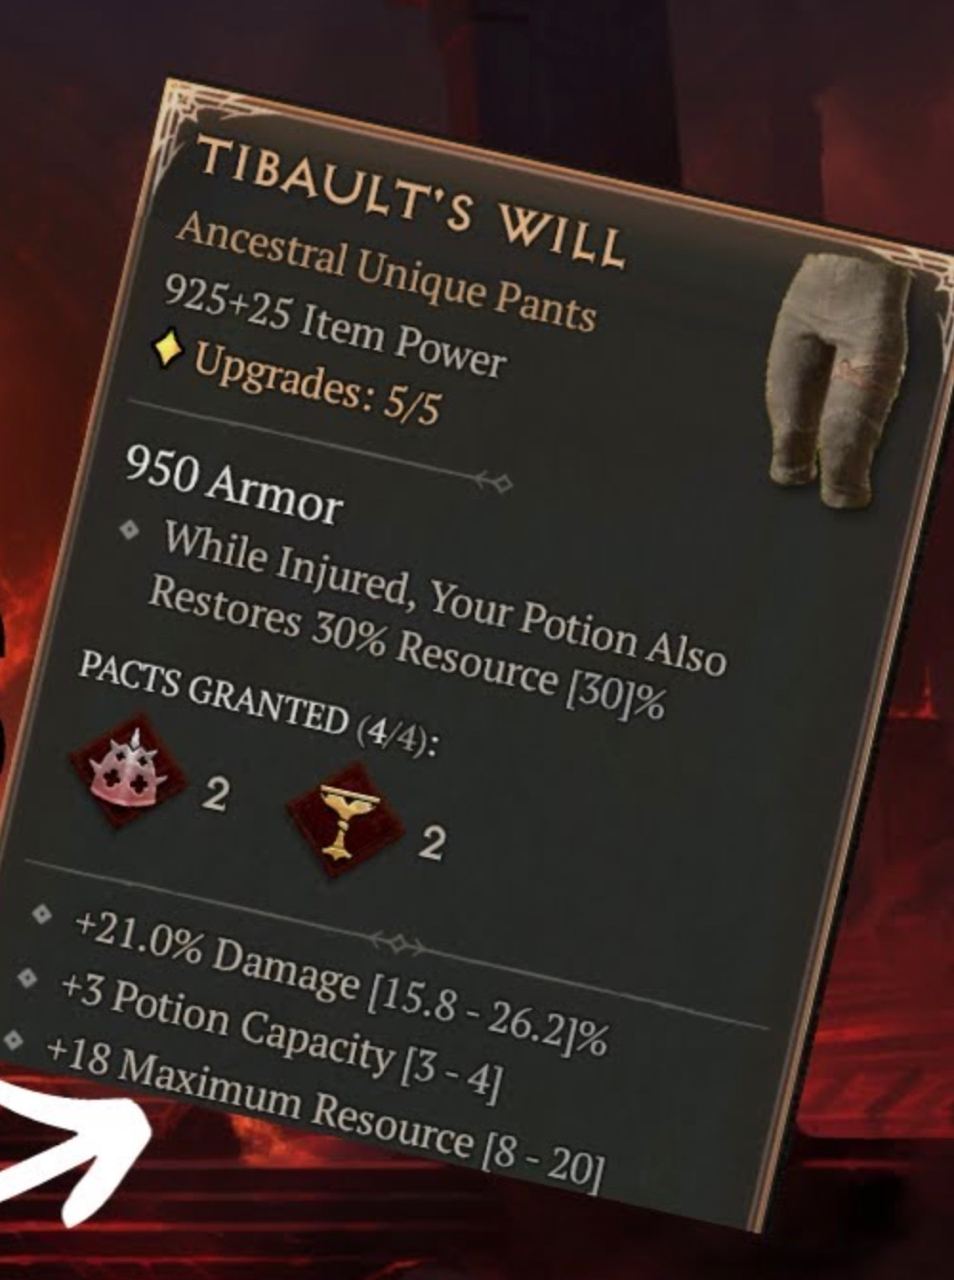 TIBAULT'S WILL
Ancestral Unique Pants
925+25 Item Power
Upgrades: 5/5
950 Armor
While Injured, Your Potion Also
Restores 30% Resource [30]%
PACTS GRANTED (4/4):
2 2
+21.0% Damage [15.8 - 26.2]%
+3 Potion Capacity [3 - 4]
+18 Maximum Resource [8 - 20]